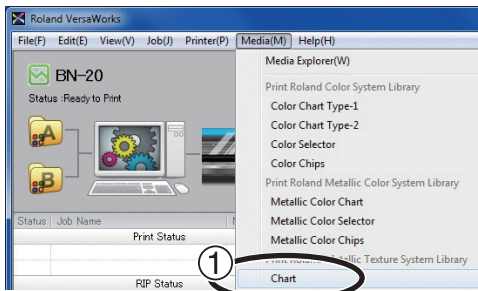 Roland VersaWorks
File(F) Edit(E) View(V) Job(J) Printer(P) Media(M) Help(H)
Media Explorer(W)
BN-20
Status :Ready to Print
Print Roland Color System Library
Color Chart Type-1
Color Chart Type-2
A
Color Selector
Color Chips
B
Print Roland Metallic Color System Library
Metallic Color Chart
Status Job Name
Metallic Color Selector
Print Status
Metallic Color Chips
1
Print Roland Metallic Texture System Library
RIP Status
Chart